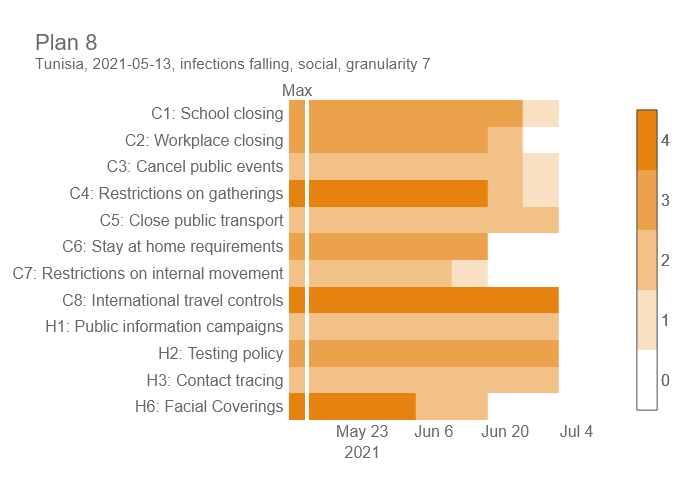 Plan 8
Tunisia, 2021-05-13, infections falling, social, granularity 7
Max
C1: School closing
C2: Workplace closing
C3: Cancel public events
C4: Restrictions on gatherings
C5: Close public transport
C6: Stay at home requirements
C7: Restrictions on internal movement
C8: International travel controls
H1: Public information campaigns
H2: Testing policy
H3: Contact tracing
H6: Facial Coverings
May 23 Jun 6 Jun 20 Jul 4
2021
4
3
2
1
0